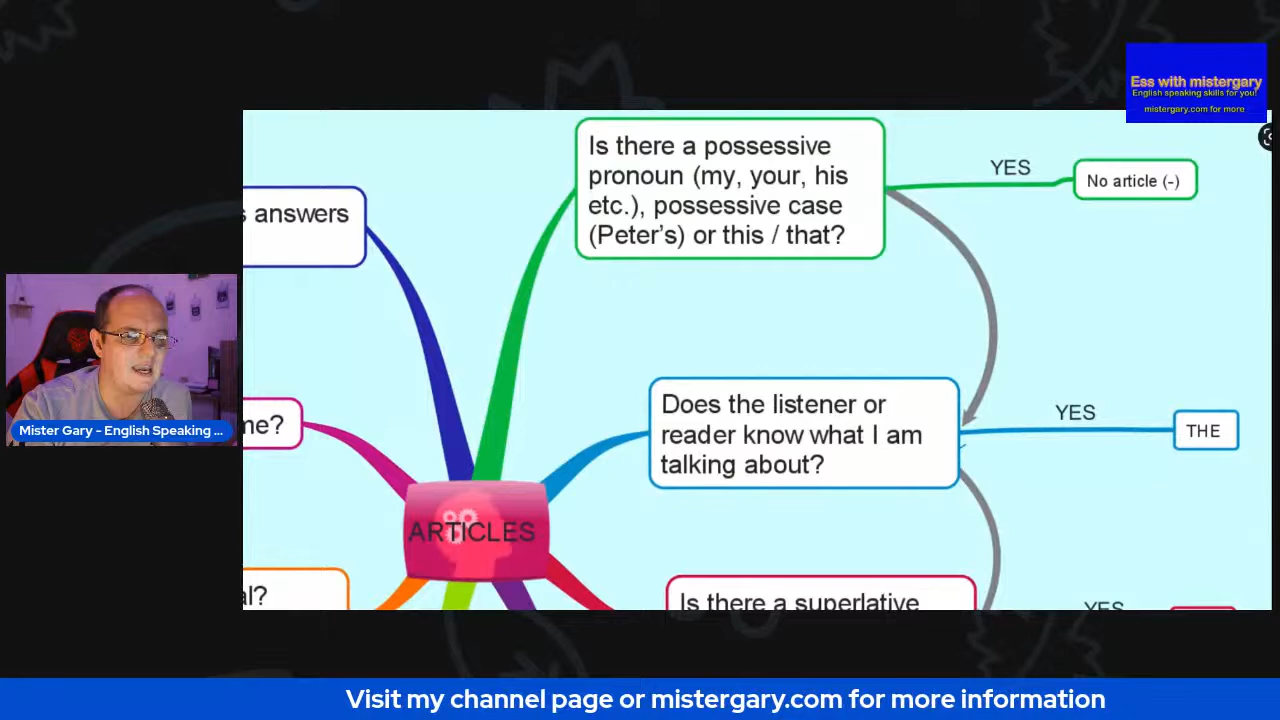 Ess with mistergary
English speaking skills for you!
mistergary.com for more
Is there a possessive
pronoun (my, your, his
etc.), possessive case
(Peter's) or this / that?
YES
No article (-)
s answers
Does the listener or
reader know what I am
talking about?
YES
THE
me?
ARTICLES
al?
Is there a superlative
YES
Mister Gary - English Speaking ...
Visit my channel page or mistergary.com for more information